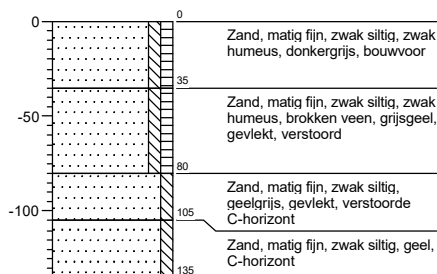 0
0
Zand, matig fijn, zwak siltig, zwak
humeus, donkergrijs, bouwvoor
35
Zand, matig fijn, zwak siltig, zwak
humeus, brokken veen, grijsgeel,
gevlekt, verstoord
-50
80
Zand, matig fijn, zwak siltig,
geelgrijs, gevlekt, verstoorde
C-horizont
-100
105
Zand, matig fijn, zwak siltig, geel,
C-horizont
135